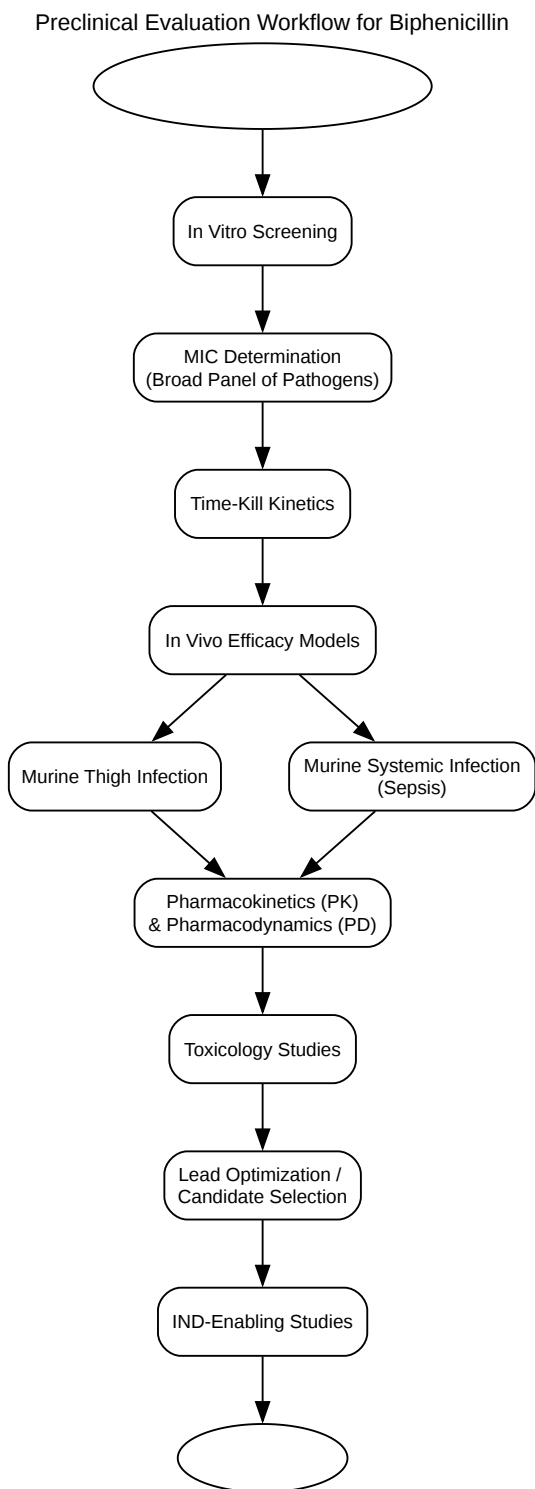 Preclinical Evaluation Workflow for Biphenicillin
In Vitro Screening
MIC Determination
(Broad Panel of Pathogens)
Time-Kill Kinetics
In Vivo Efficacy Models
Murine Thigh Infection
Murine Systemic Infection
(Sepsis)
Pharmacokinetics (PK)
& Pharmacodynamics (PD)
Toxicology Studies
Lead Optimization /
Candidate Selection
IND-Enabling Studies